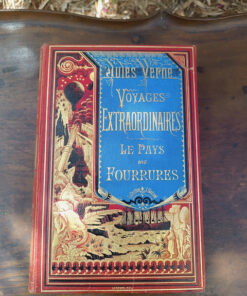 Jules Verne
VOYAGES
EXTRAORDINAIRES
LE PAYS
DES
FOURRURES